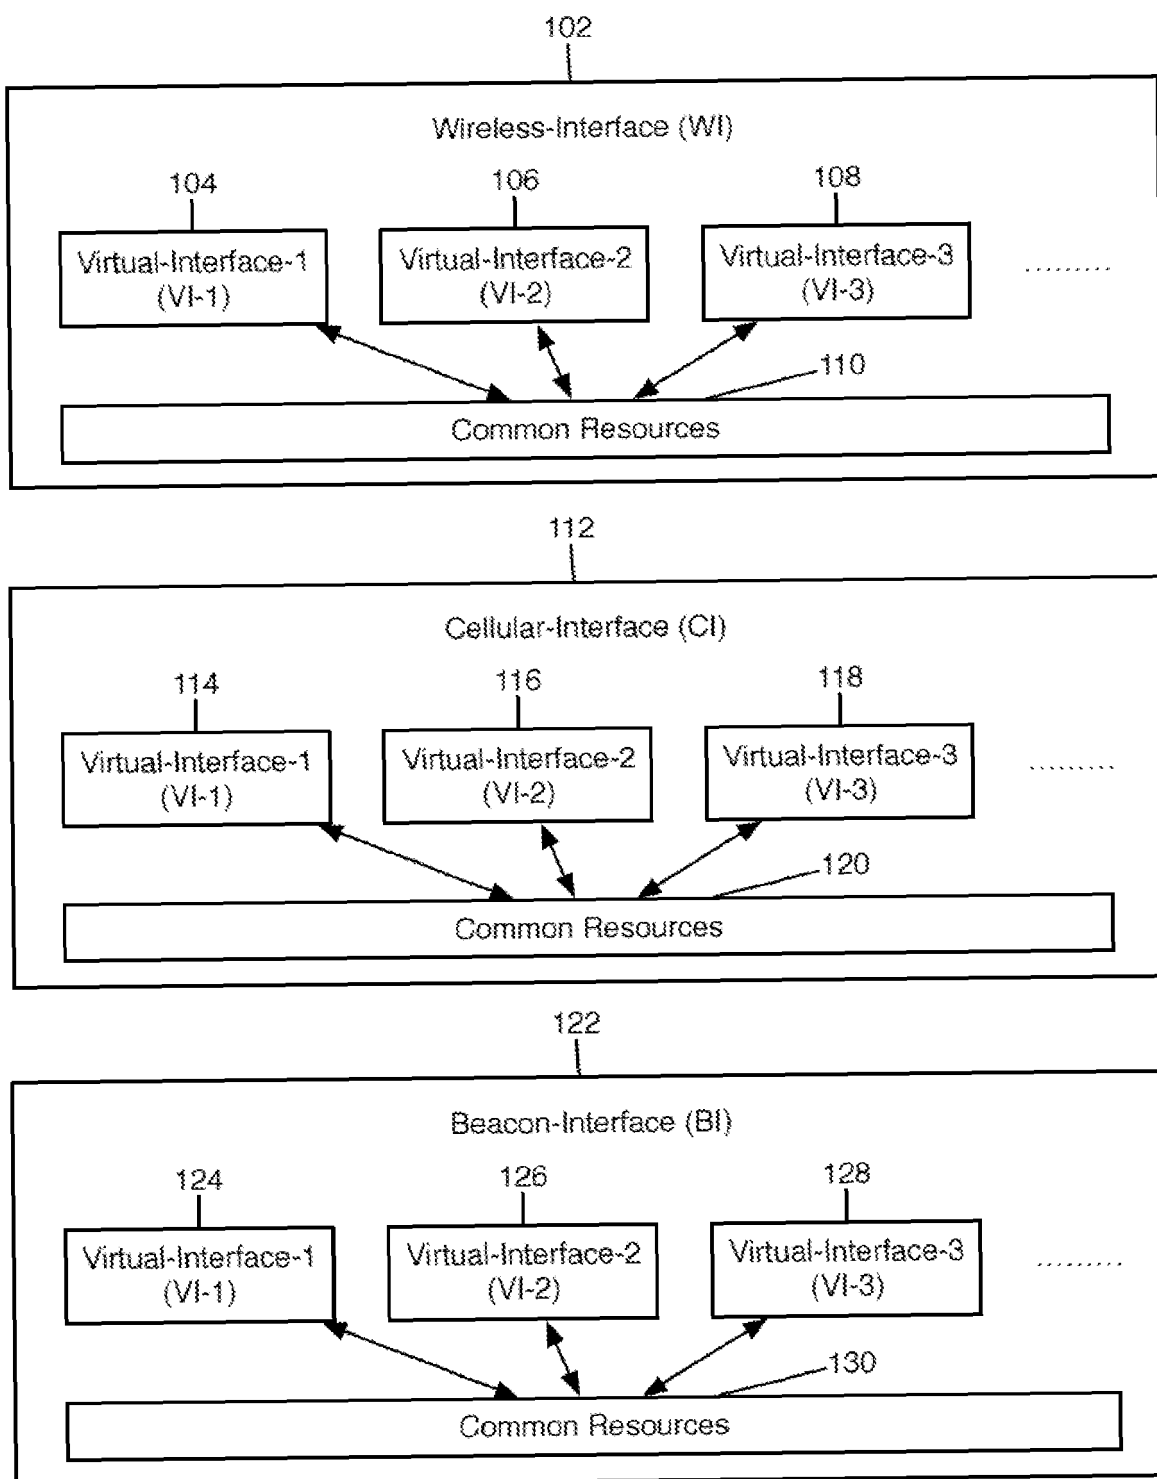 102
Wireless-Interface (WI)
104
106
108
Virtual-Interface-1
(VI-1)
Virtual-Interface-2
(VI-2)
Virtual-Interface-3
(VI-3)
..........
110
Common Resources
112
Cellular-Interface (CI)
114
116
118
Virtual-Interface-1
(VI-1)
Virtual-Interface-2
(VI-2)
Virtual-Interface-3
(VI-3)
..........
120
Common Resources
122
Beacon-Interface (BI)
124
126
128
Virtual-Interface-1
(VI-1)
Virtual-Interface-2
(VI-2)
Virtual-Interface-3
(VI-3)
..........
130
Common Resources